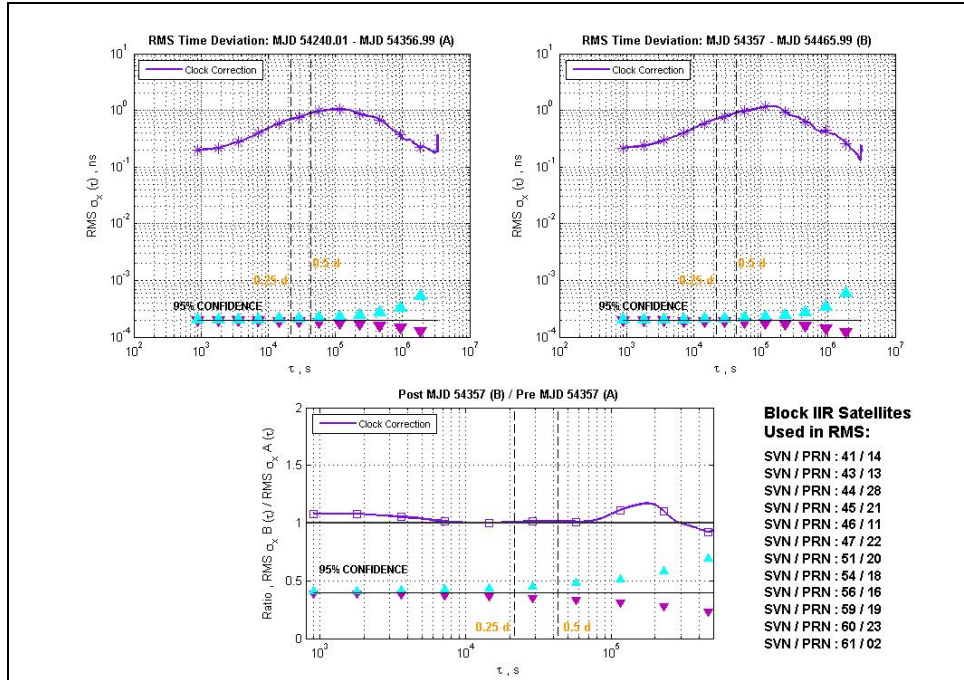 RMS Time Deviation: MJD 54240.01 - MJD 54356.99 (A)
10^1
10^0
10^-1
10^-2
10^-3
10^-4
RMS σ_x (τ) , ns
Clock Correction
0.25 d
0.5 d
95% CONFIDENCE
10^2 10^3 10^4 10^5 10^6 10^7
τ , s
RMS Time Deviation: MJD 54357 - MJD 54465.99 (B)
10^1
10^0
10^-1
10^-2
10^-3
10^-4
RMS σ_x (τ) , ns
Clock Correction
0.25 d
0.5 d
95% CONFIDENCE
10^2 10^3 10^4 10^5 10^6 10^7
τ , s
Post MJD 54357 (B) / Pre MJD 54357 (A)
2
1.5
1
0.5
0
Ratio , RMS σ_x B (τ) / RMS σ_x A (τ)
Clock Correction
95% CONFIDENCE
0.25 d
0.5 d
10^3 10^4 10^5
τ , s
Block IIR Satellites
Used in RMS:
SVN / PRN : 41 / 14
SVN / PRN : 43 / 13
SVN / PRN : 44 / 28
SVN / PRN : 45 / 21
SVN / PRN : 46 / 11
SVN / PRN : 47 / 22
SVN / PRN : 51 / 20
SVN / PRN : 54 / 18
SVN / PRN : 56 / 16
SVN / PRN : 59 / 19
SVN / PRN : 60 / 23
SVN / PRN : 61 / 02